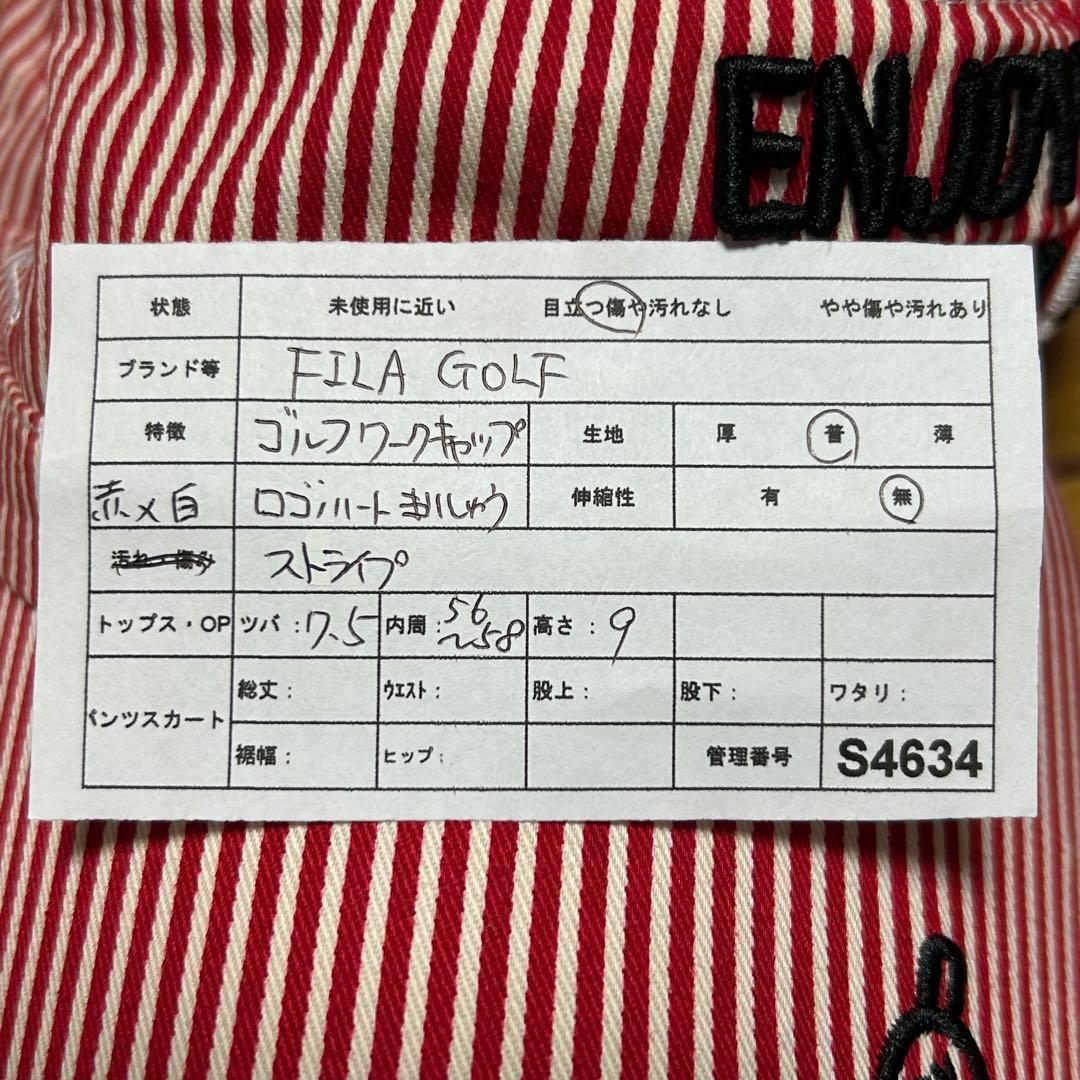 ENJOY
状態 未使用に近い 目立つ傷や汚れなし やや傷や汚れあり
ブランド等 FILA GOLF
特徴 ゴルフワークキャップ 生地 厚 普 薄
赤×白 ロゴ/ハートししゅう 伸縮性 有 無
汚れ・傷み ストライプ
トップス・OP ツバ:7.5 内周:56~58 高さ:9
パンツスカート 総丈: ウエスト: 股上: 股下: ワタリ:
裾幅: ヒップ: 管理番号 S4634